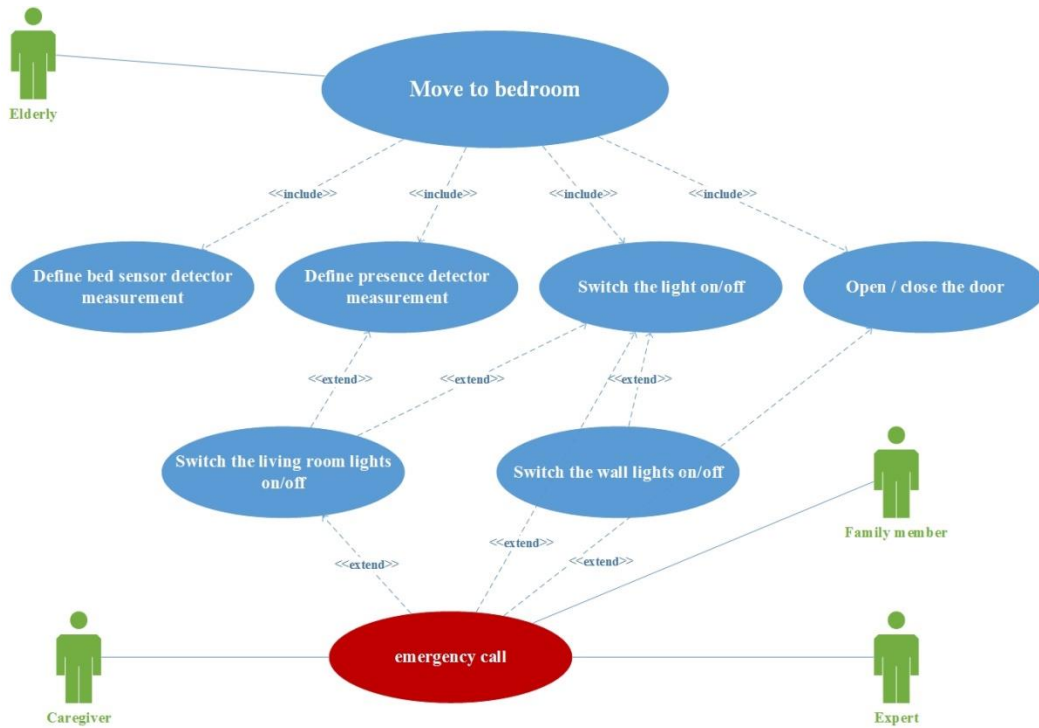 Elderly
Move to bedroom
<<include>>
<<include>>
<<include>>
<<include>>
Define bed sensor detector
measurement
Define presence detector
measurement
Switch the light on/off
Open / close the door
<<extend>>
<<extend>>
<<extend>>
Switch the living room lights
on/off
Switch the wall lights on/off
Family member
<<extend>>
<<extend>>
<<extend>>
emergency call
Caregiver
Expert